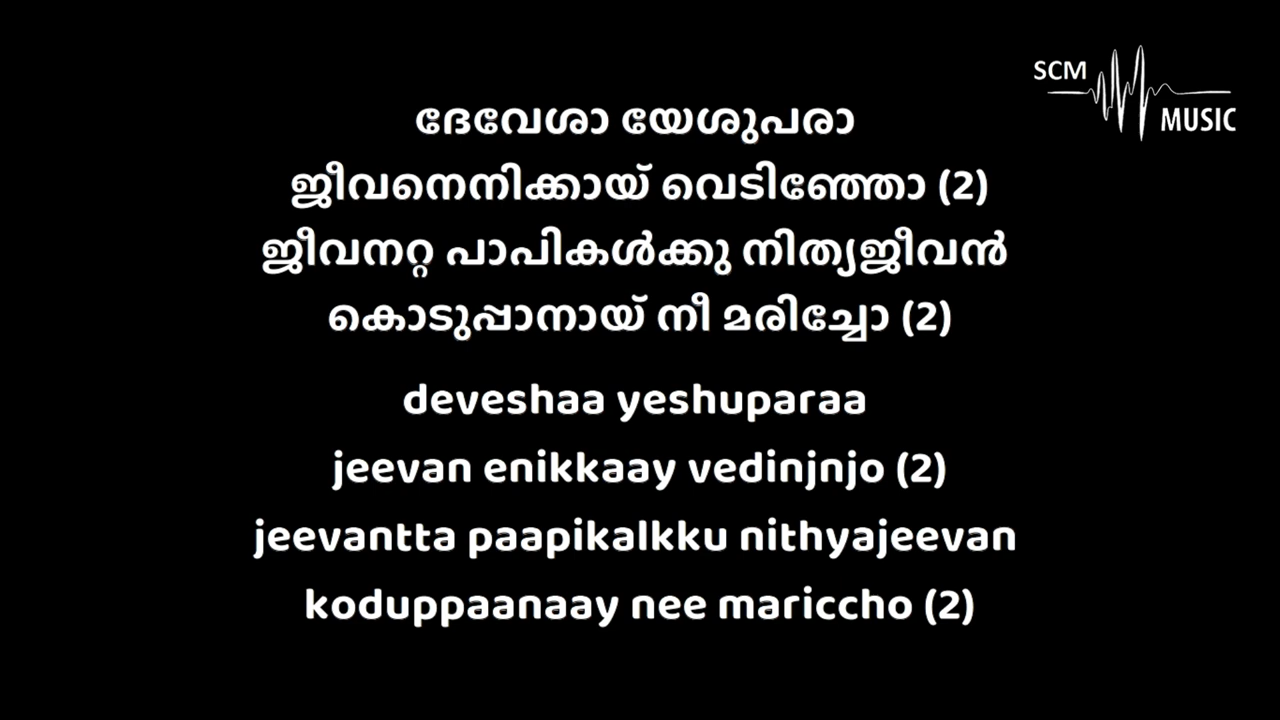 SCM
MUSIC
ദേവേശാ യേശുപരാ
ജീവനെനിക്കായ് വെടിഞ്ഞോ (2)
ജീവനറ്റ പാപികൾക്കു നിത്യജീവൻ
കൊടുപ്പാനായ് നീ മരിച്ചോ (2)
deveshaa yeshuparaa
jeevan enikkaay vedinjnjo (2)
jeevantta paapikalkku nithyajeevan
koduppaanaay nee mariccho (2)